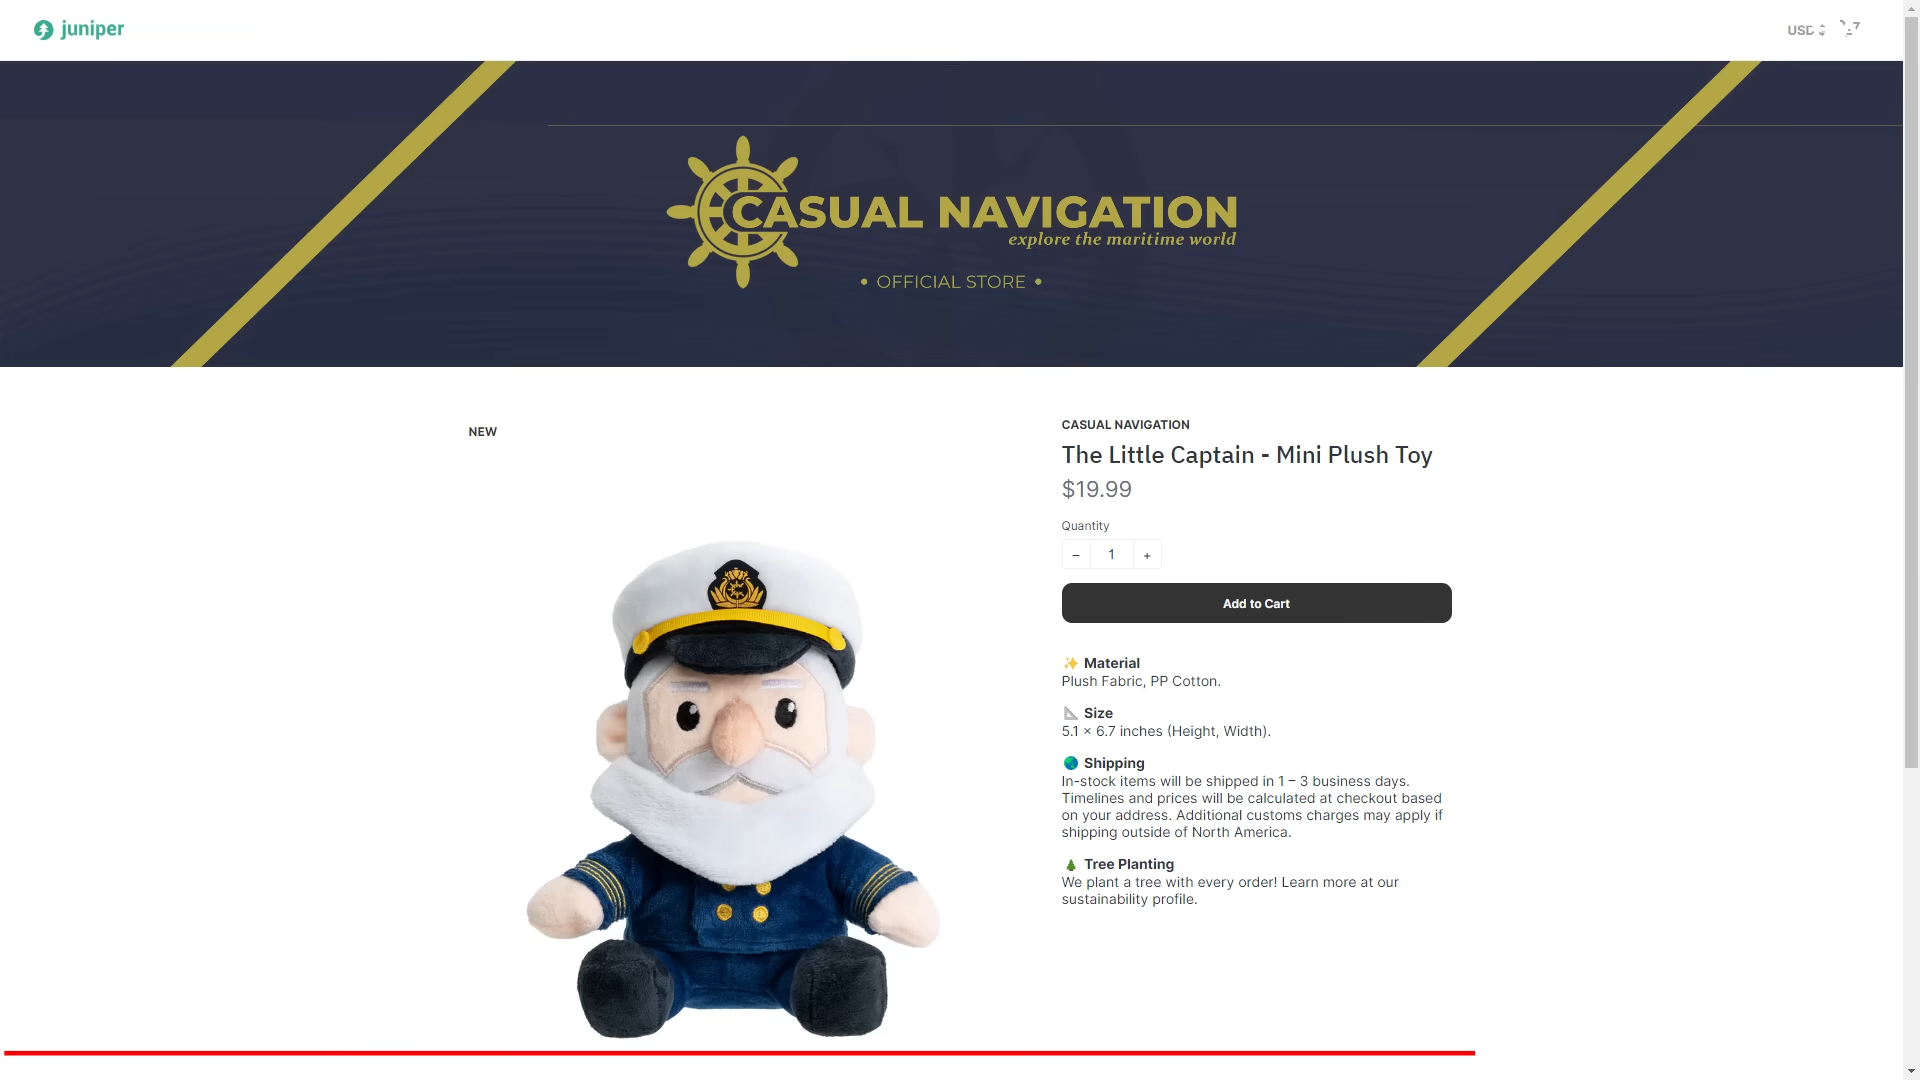 juniper
USD
CASUAL NAVIGATION
explore the maritime world
• OFFICIAL STORE •
NEW
CASUAL NAVIGATION
The Little Captain - Mini Plush Toy
$19.99
Quantity
− 1 +
Add to Cart
✨ Material
Plush Fabric, PP Cotton.
📐 Size
5.1 × 6.7 inches (Height, Width).
🌏 Shipping
In-stock items will be shipped in 1 – 3 business days.
Timelines and prices will be calculated at checkout based
on your address. Additional customs charges may apply if
shipping outside of North America.
🌲 Tree Planting
We plant a tree with every order! Learn more at our
sustainability profile.